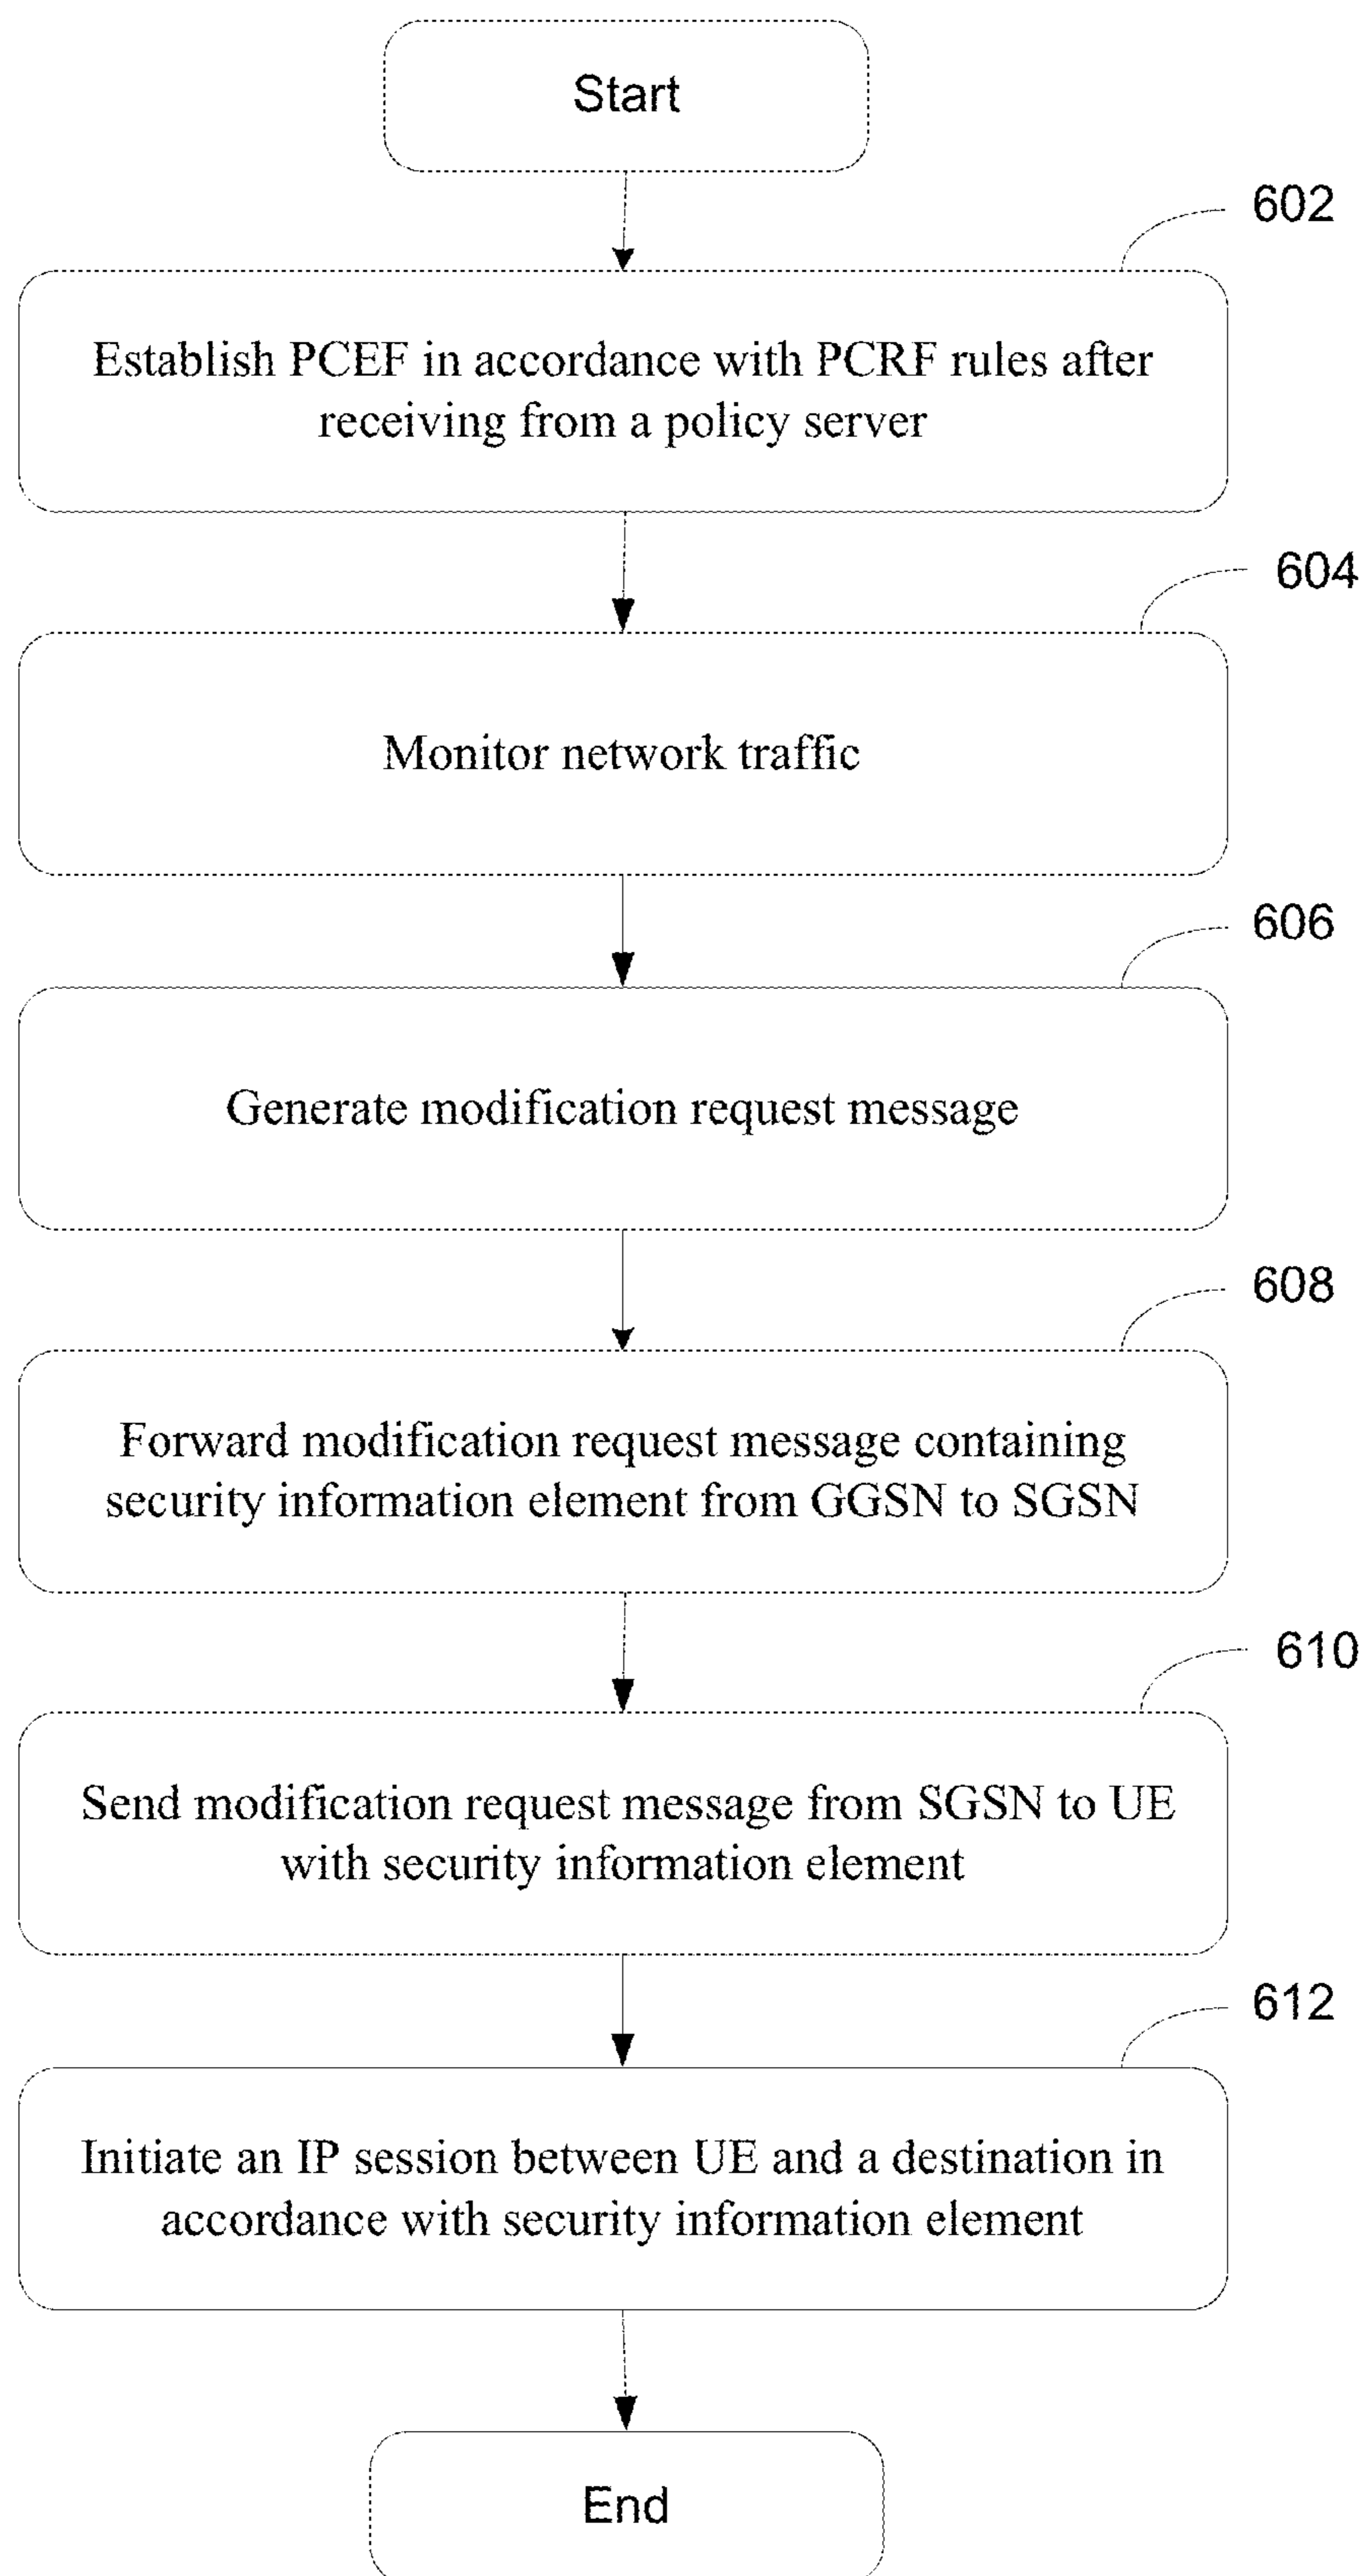 Start
602
Establish PCEF in accordance with PCRF rules after
receiving from a policy server
604
Monitor network traffic
606
Generate modification request message
608
Forward modification request message containing
security information element from GGSN to SGSN
610
Send modification request message from SGSN to UE
with security information element
612
Initiate an IP session between UE and a destination in
accordance with security information element
End